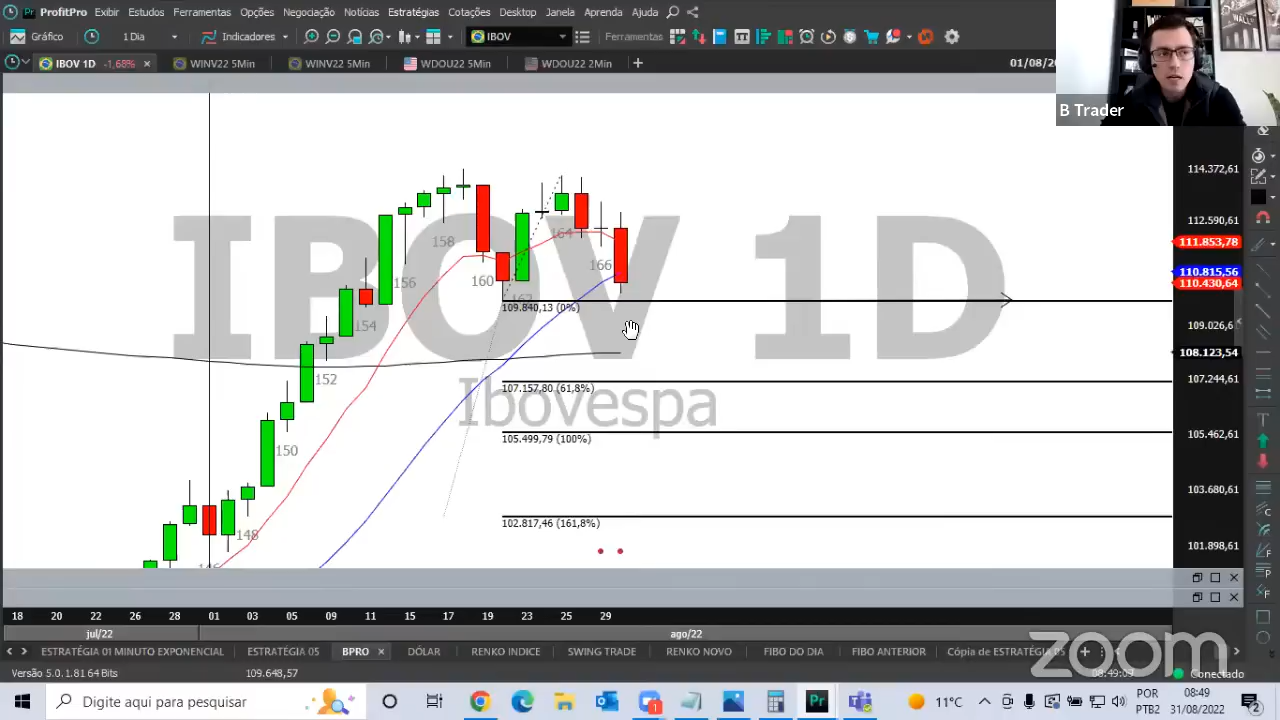 ProfitPro Exibir Estudos Ferramentas Opções Negociação Notícias Estratégias Cotações Desktop Janela Aprenda Ajuda
Gráfico 1 Dia Indicadores IBOV Ferramentas
IBOV 1D -1,68% WINV22 5Min WINV22 5Min WDOU22 5Min WDOU22 2Min
01/08/20
B Trader
IBOV 1D
Ibovespa
114.372,61
112.590,61
111.853,78
110.815,56
110.430,64
109.026,6
108.123,54
107.244,61
105.462,61
103.680,61
101.898,61
158
164
166
160
156
154
152
150
148
109.840,13 (0%)
107.157,80 (61,8%)
105.499,79 (100%)
102.817,46 (161,8%)
18 20 22 26 28 01 03 05 09 11 15 17 19 23 25 29
jul/22 ago/22
ESTRATÉGIA 01 MINUTO EXPONENCIAL ESTRATÉGIA 05 BPRO DÓLAR RENKO INDICE SWING TRADE RENKO NOVO FIBO DO DIA FIBO ANTERIOR Cópia de ESTRATÉGIA 05
zoom
Versão 5.0.1.81 64 Bits 109.648,57 Conectado
Digite aqui para pesquisar
11°C
POR
PTB2
08:49
31/08/2022